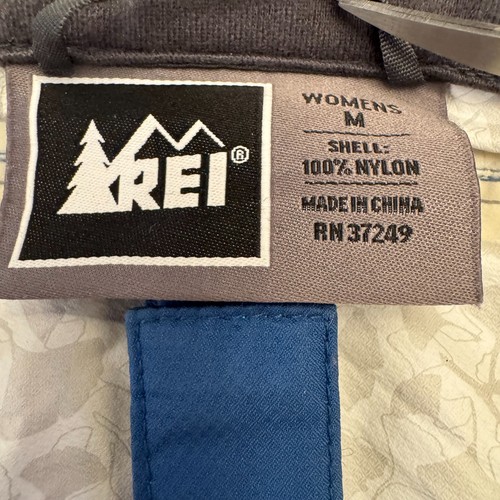 REI®
WOMENS
M
SHELL:
100% NYLON
MADE IN CHINA
RN 37249